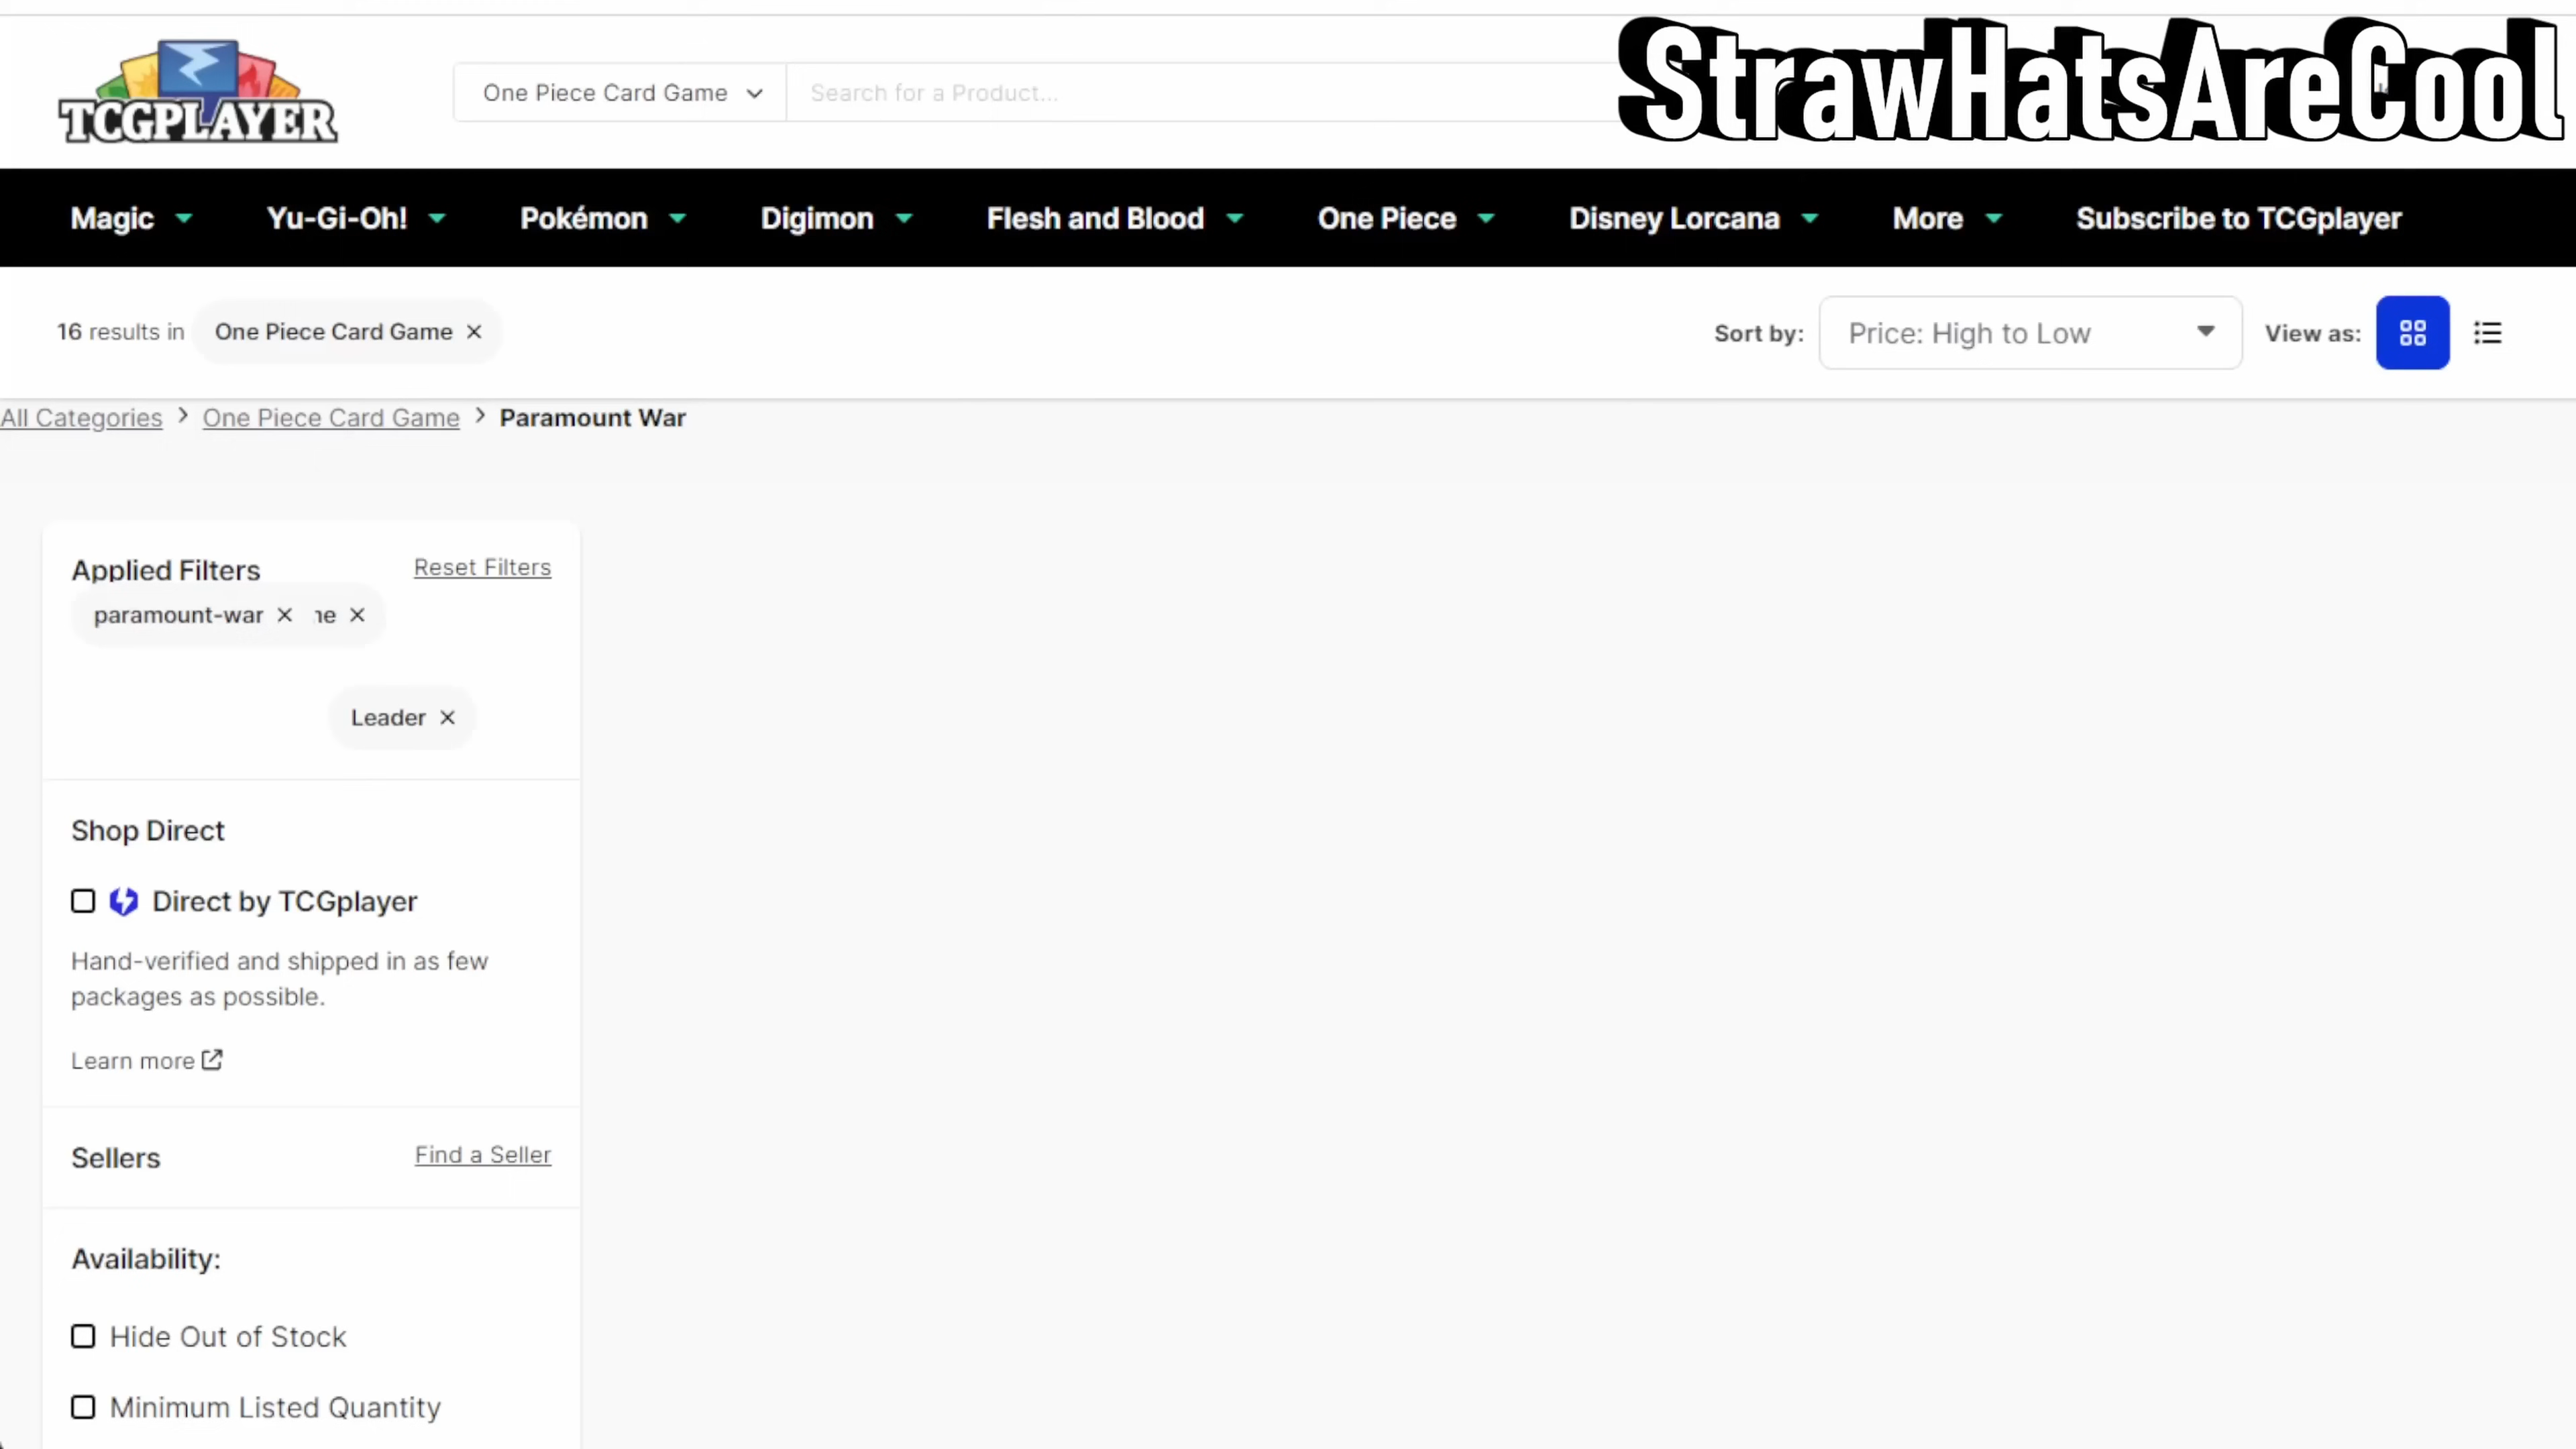 StrawHatsAreCool
TCGPLAYER
One Piece Card Game
Search for a Product...
Magic Yu-Gi-Oh! Pokémon Digimon Flesh and Blood One Piece Disney Lorcana More Subscribe to TCGplayer
16 results in One Piece Card Game ×
Sort by: Price: High to Low View as:
All Categories > One Piece Card Game > Paramount War
Applied Filters Reset Filters
paramount-war × ne ×
Leader ×
Shop Direct
Direct by TCGplayer
Hand-verified and shipped in as few
packages as possible.
Learn more
Sellers Find a Seller
Availability:
Hide Out of Stock
Minimum Listed Quantity